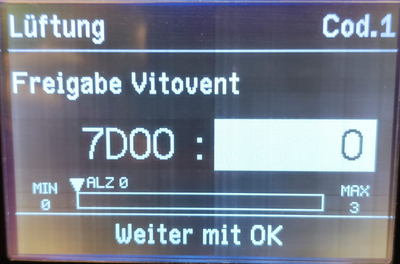 Lüftung Cod.1
Freigabe Vitovent
7D00 : 0
MIN ALZ 0 MAX
0 3
Weiter mit OK